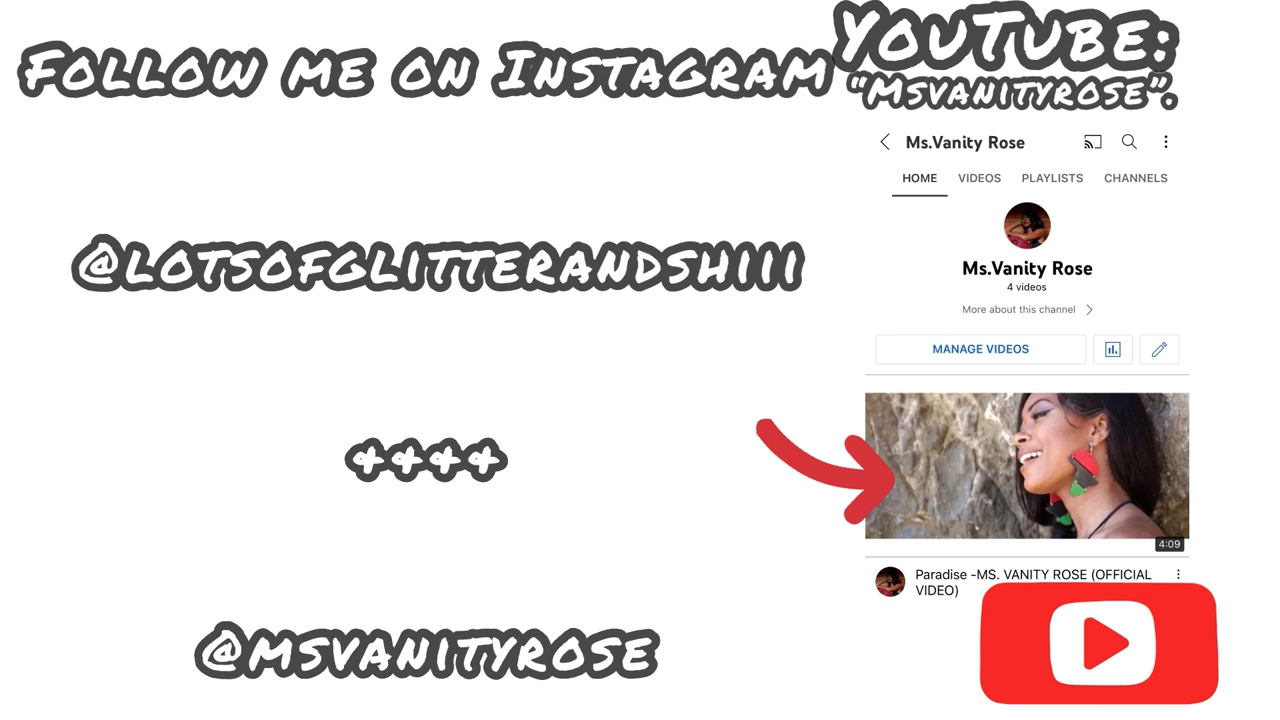 Follow me on Instagram
@lotsofglitterandshiii
++++
@msvanityrose
YouTube:
“Msvanityrose”.
Ms.Vanity Rose
HOME VIDEOS PLAYLISTS CHANNELS
Ms.Vanity Rose
4 videos
More about this channel
MANAGE VIDEOS
4:09
Paradise -MS. VANITY ROSE (OFFICIAL
VIDEO)